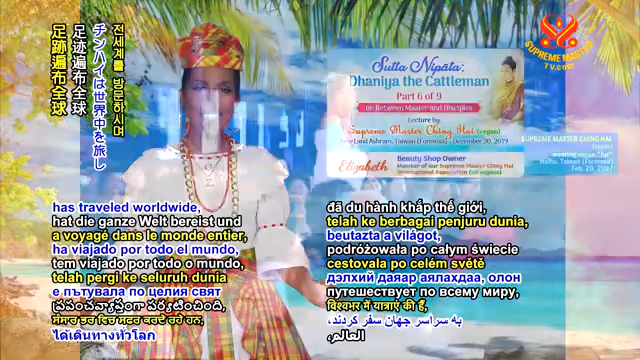 전세계를 방문하시며
チンハイは世界中を旅し
足迹遍布全球
足跡遍布全球
SUPREME MASTER
TV.com
Sutta Nipāta:
Dhaniya the Cattleman
Part 6 of 9
on Between Master and Disciples
Lecture by
Supreme Master Ching Hai (vegan)
NewLand Ashram, Taiwan (Formosa) - December 30, 2019
Elizabeth
Beauty Shop Owner
Member of our Supreme Master Ching Hai
International Association (all vegans)
SUPREME MASTER CHING HAI
(vegan)
wearing vegan "fur"
Taiwan (Formosa)
has traveled worldwide,
hat die ganze Welt bereist und
a voyagé dans le monde entier,
ha viajado por todo el mundo,
tem viajado por todo o mundo,
telah pergi ke seluruh dunia
е пътувала по целия свят
ప్రపంచవ్యాప్తంగా పర్యటించింది,
ਸੰਸਾਰ ਭਰ ਵਿਚ ਸਫਰ ਕਰਦੇ ਰਹੇ ਹਨ,
ได้เดินทางทั่วโลก
đã du hành khắp thế giới,
telah ke berbagai penjuru dunia,
beutazta a világot,
podróżowała po całym świecie
cestovala po celém světě
дэлхий даяар аялахдаа, олон
путешествует по всему миру,
विश्वभर में यात्राएं की हैं,
به سراسر جهان سفر کردند،
العالم،